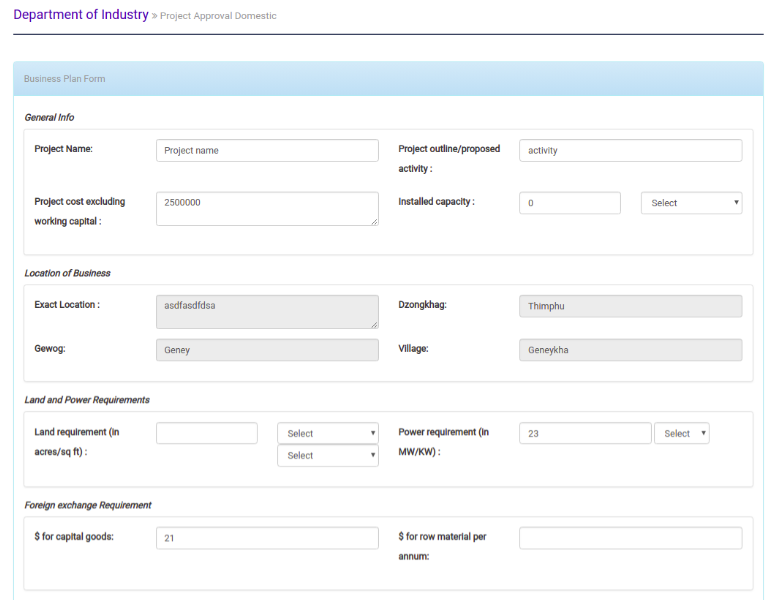 Department of Industry » Project Approval Domestic
Business Plan Form
General Info
Project Name: Project name Project outline/proposed activity : activity
Project cost excluding working capital : 2500000 Installed capacity : 0 Select
Location of Business
Exact Location : asdfasdfdsa Dzongkhag: Thimphu
Gewog: Geney Village: Geneykha
Land and Power Requirements
Land requirement (in acres/sq ft) : Select Select Power requirement (in MW/KW) : 23 Select
Foreign exchange Requirement
$ for capital goods: 21 $ for row material per annum: